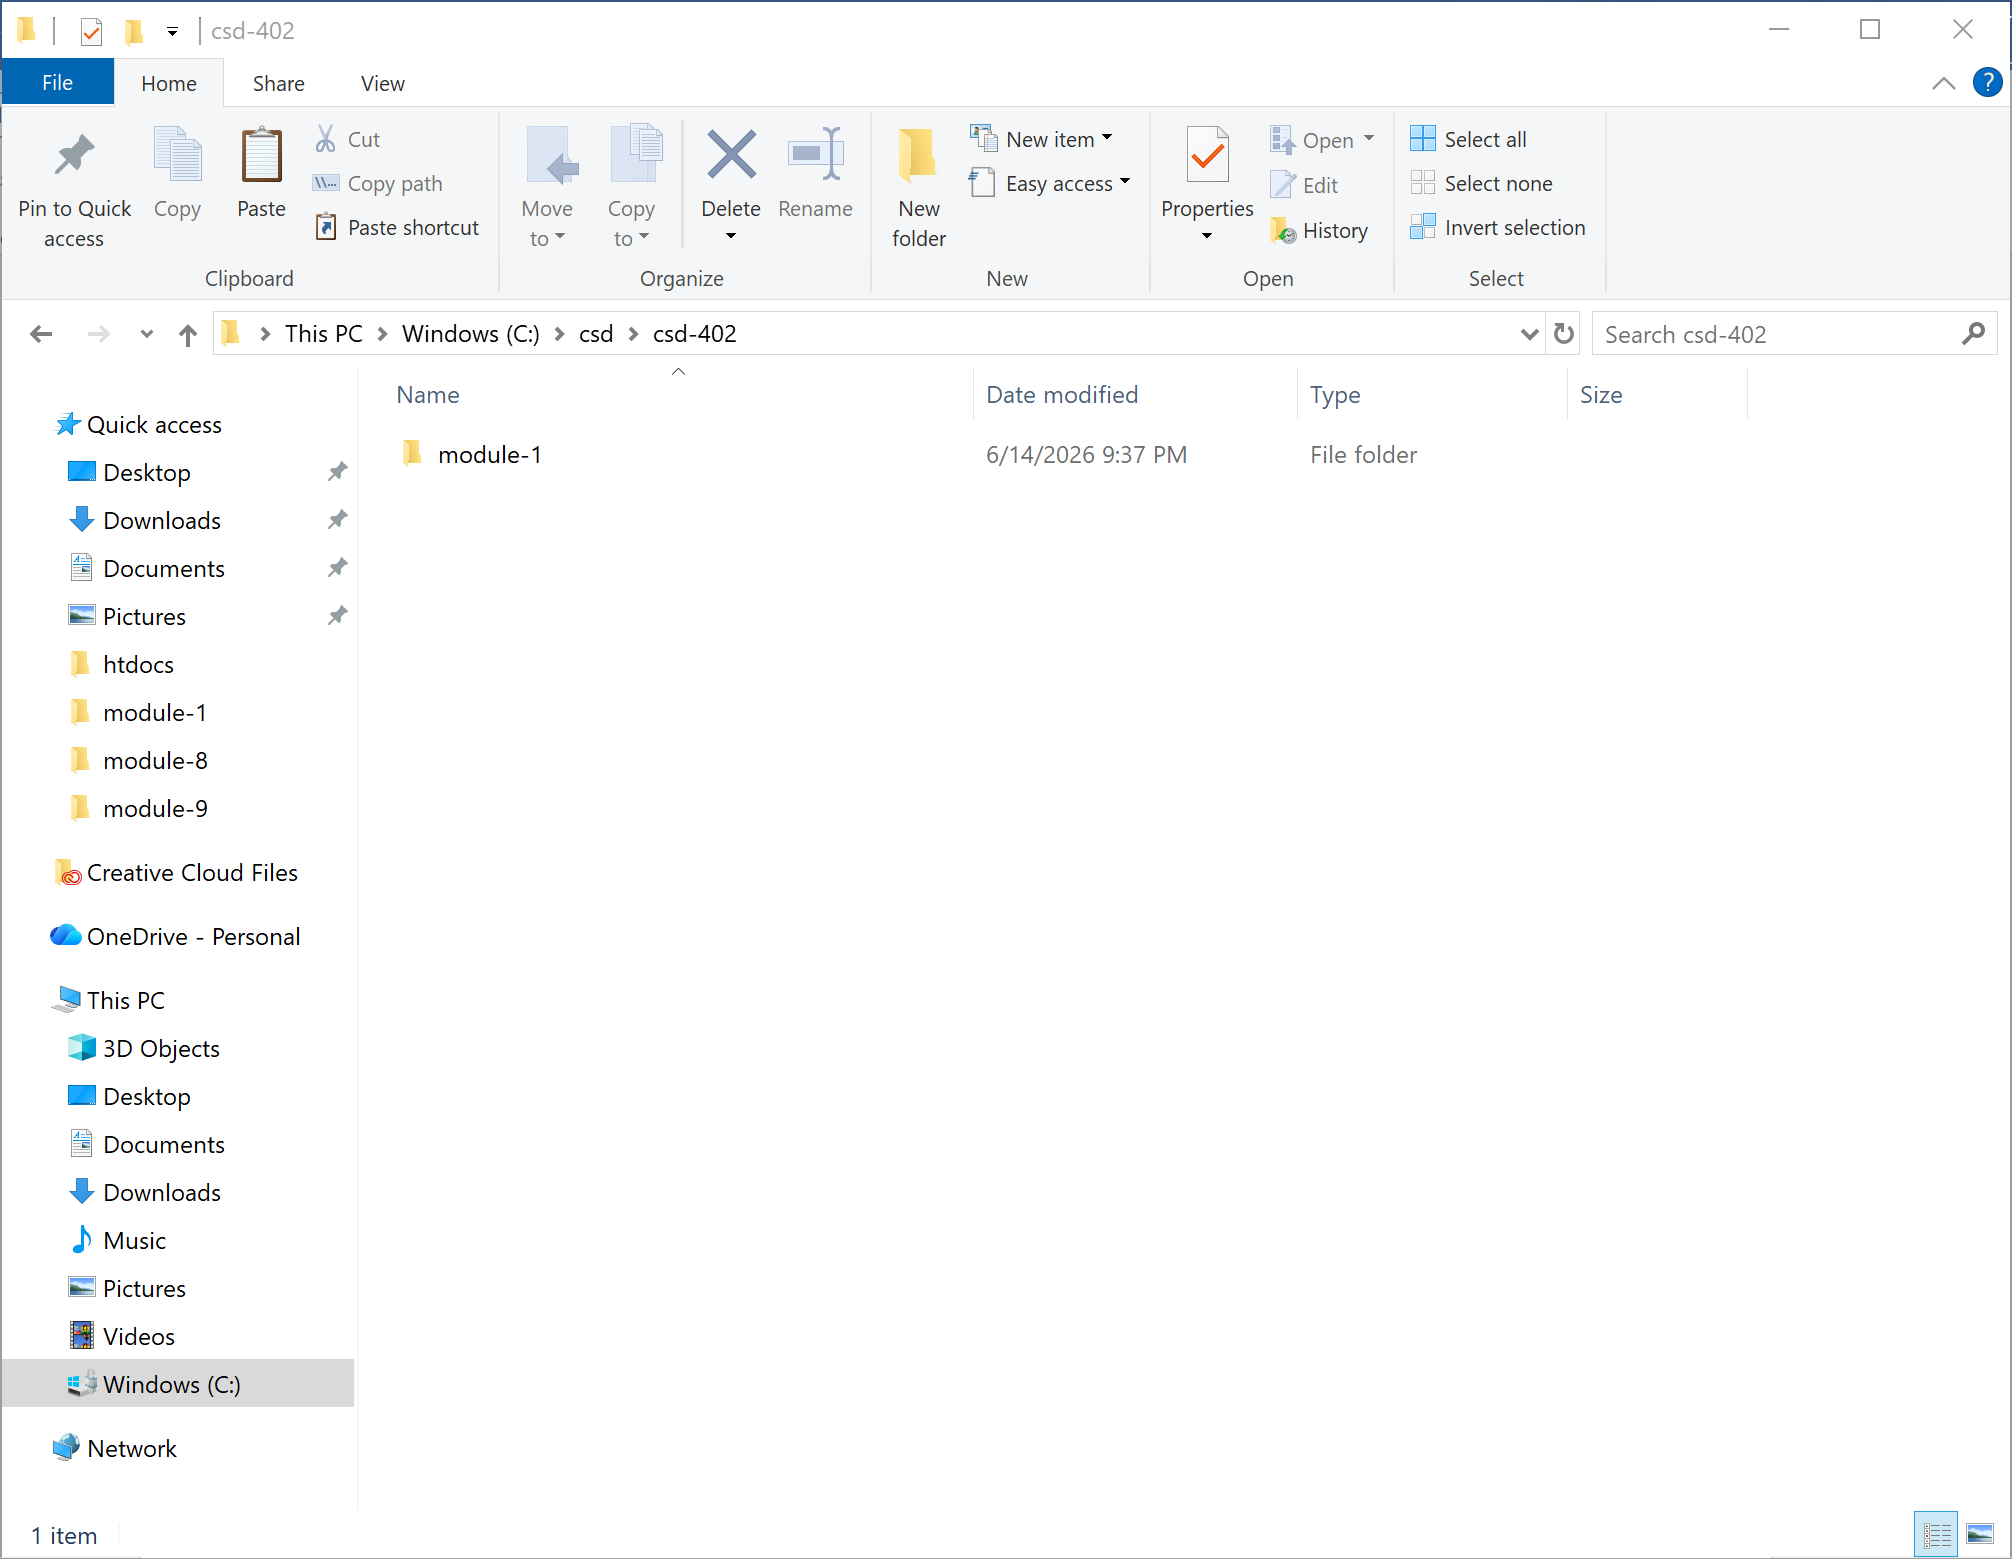 csd-402
File Home Share View
Pin to Quick access
Copy
Paste
Cut
Copy path
Paste shortcut
Clipboard
Move to
Copy to
Delete
Rename
Organize
New folder
New item
Easy access
New
Properties
Open
Edit
History
Open
Select all
Select none
Invert selection
Select
This PC Windows (C:) csd csd-402
Search csd-402
Name Date modified Type Size
module-1 6/14/2026 9:37 PM File folder
Quick access
Desktop
Downloads
Documents
Pictures
htdocs
module-1
module-8
module-9
Creative Cloud Files
OneDrive - Personal
This PC
3D Objects
Desktop
Documents
Downloads
Music
Pictures
Videos
Windows (C:)
Network
1 item